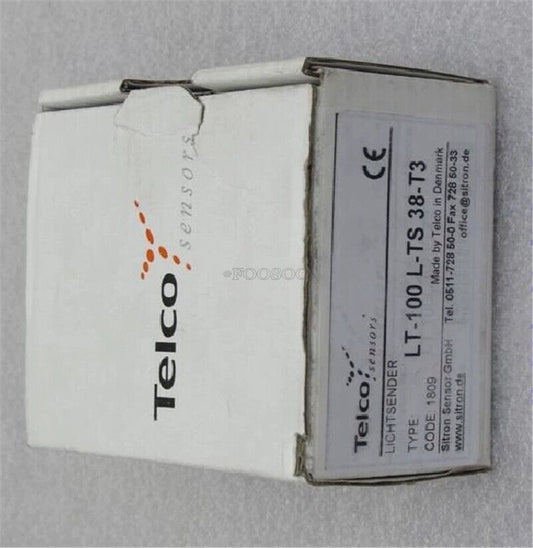 Telco
sensors
Telco
sensors
LICHTSENDER
TYPE: LT-100 L-TS 38-T3
CODE: 1809 Made by Telco in Denmark
Sitron Sensor GmbH Tel. 0511-728 50-0 Fax 728 50-33
www.sitron.de office@sitron.de
CE